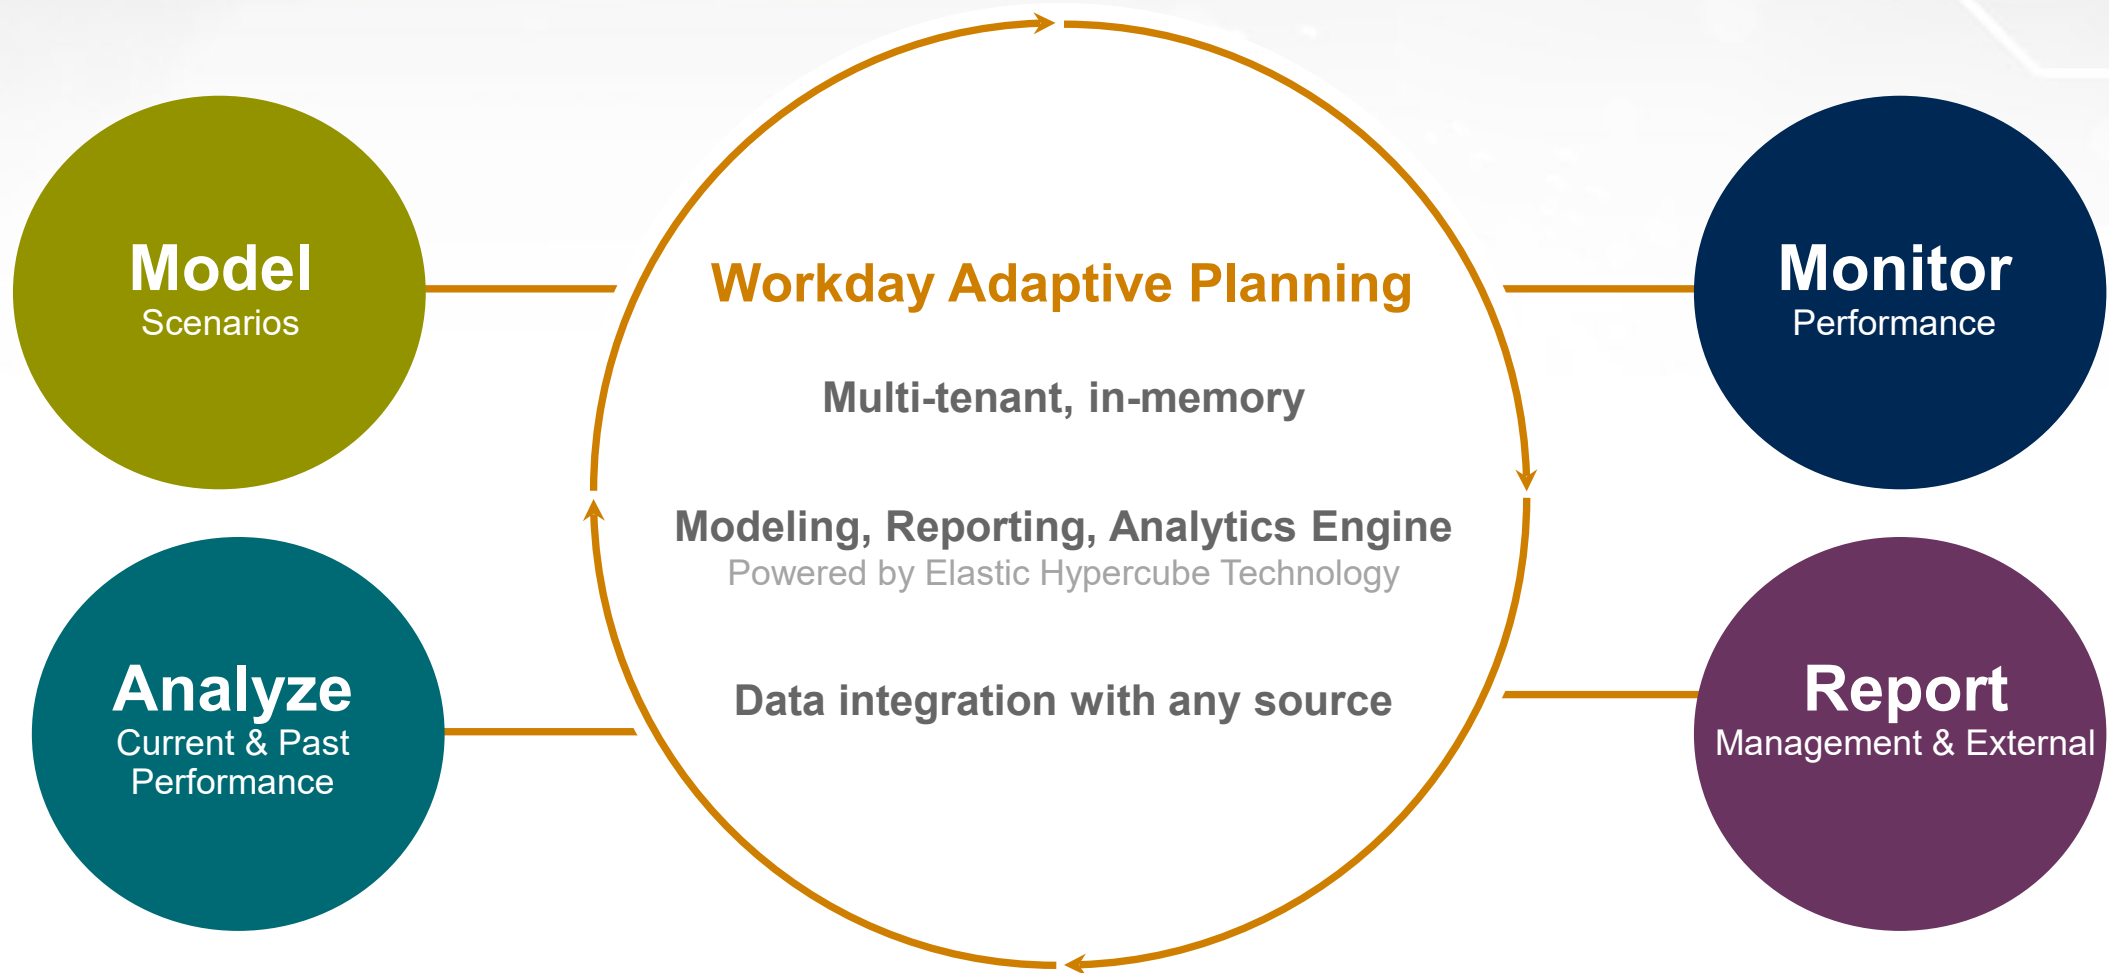 Model
Scenarios
Analyze
Current & Past
Performance
Workday Adaptive Planning
Multi-tenant, in-memory
Modeling, Reporting, Analytics Engine
Powered by Elastic Hypercube Technology
Data integration with any source
Monitor
Performance
Report
Management & External